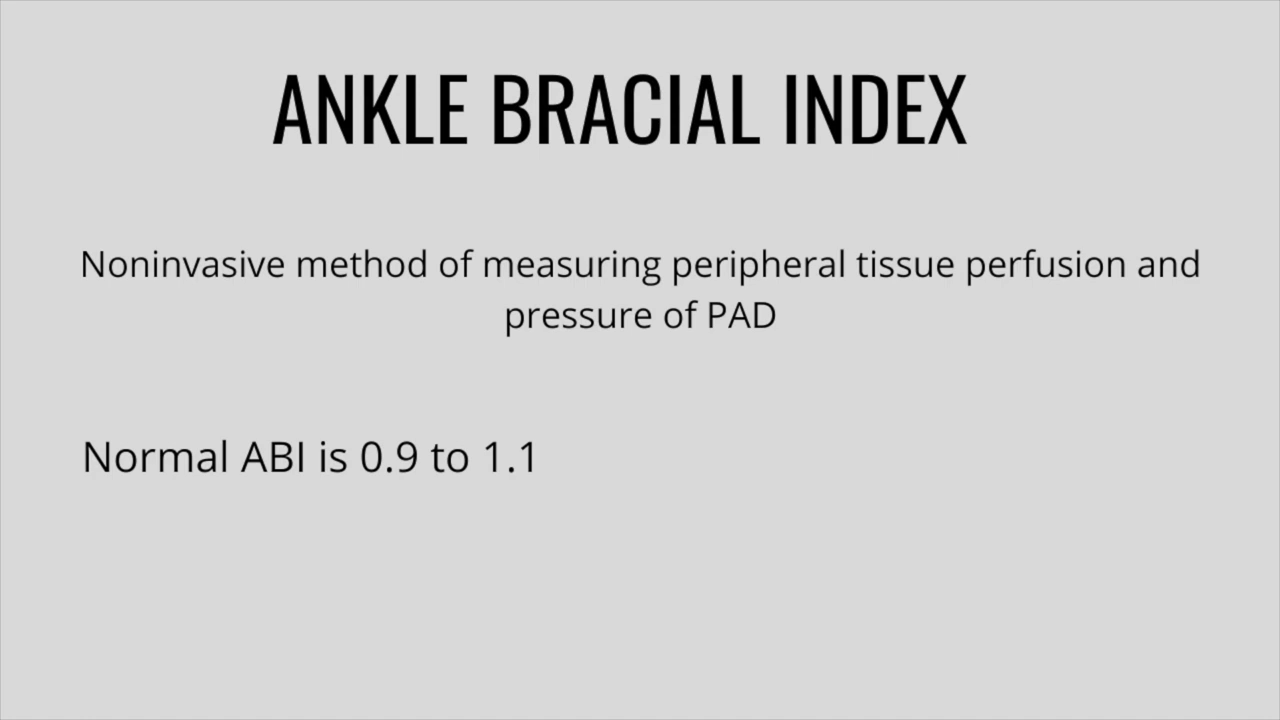 ANKLE BRACIAL INDEX
Noninvasive method of measuring peripheral tissue perfusion and
pressure of PAD
Normal ABI is 0.9 to 1.1